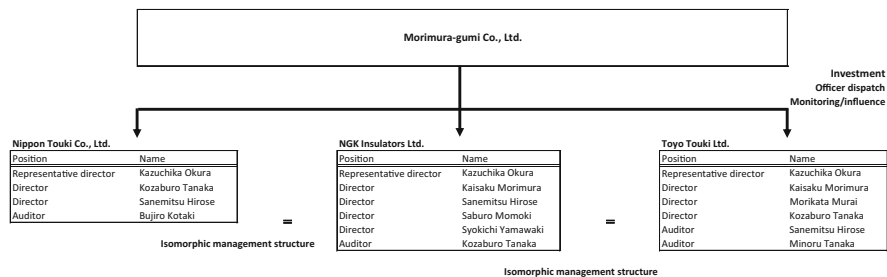 Morimura-gumi Co., Ltd.
Investment
Officer dispatch
Monitoring/influence
Nippon Touki Co., Ltd.
Position Name
Representative director Kazuchika Okura
Director Kozaburo Tanaka
Director Sanemitsu Hirose
Auditor Bujiro Kotaki
=
Isomorphic management structure
NGK Insulators Ltd.
Position Name
Representative director Kazuchika Okura
Director Kaisaku Morimura
Director Sanemitsu Hirose
Director Saburo Momoki
Director Syokichi Yamawaki
Auditor Kozaburo Tanaka
=
Isomorphic management structure
Toyo Touki Ltd.
Position Name
Representative director Kazuchika Okura
Director Kaisaku Morimura
Director Morikata Murai
Director Kozaburo Tanaka
Auditor Sanemitsu Hirose
Auditor Minoru Tanaka